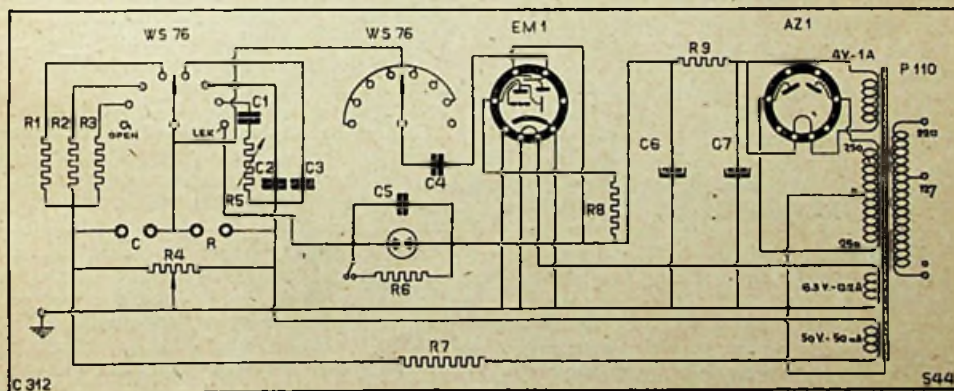 WS 76
WS 76
EM 1
AZ 1
R9
4V-1A
P 110
R1
R2
R3
OPEN
LEK
C1
C2
C3
R5
C4
C5
R6
R8
C6
C7
250
250
220
127
C
R
R4
6.3 V.-0.2A
50 V.-50 mA
R7
C 312
S44